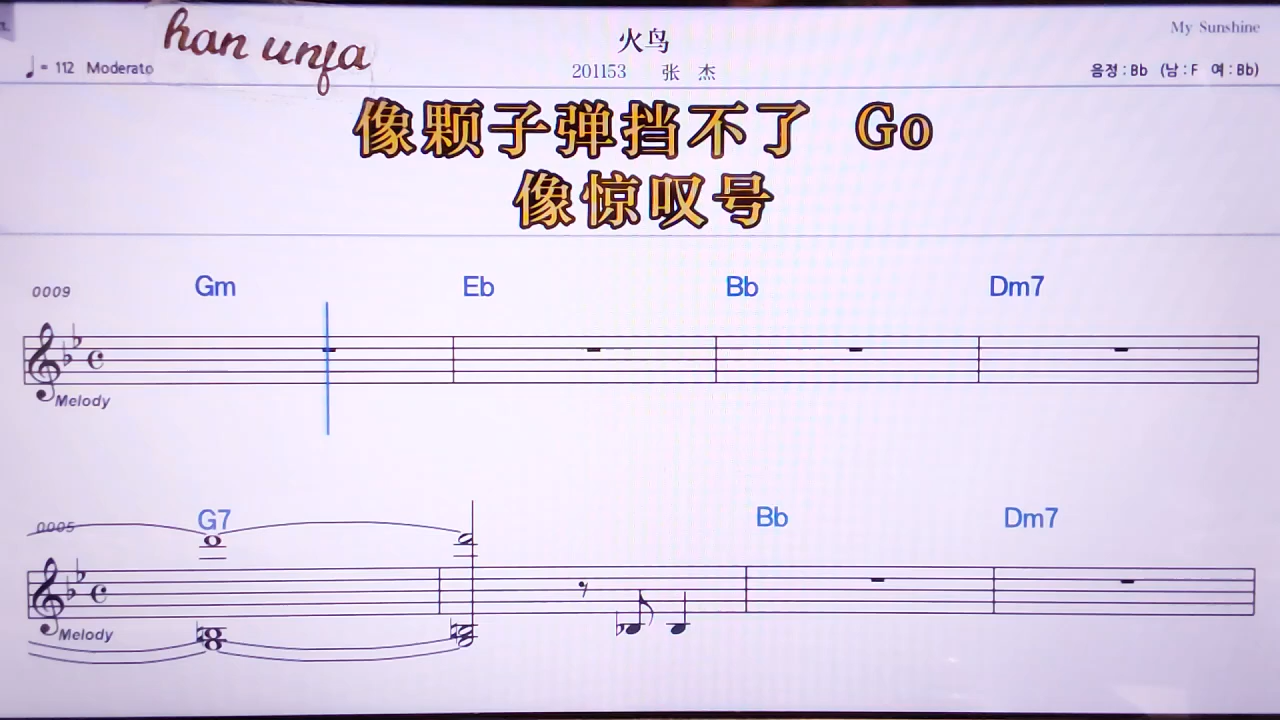 han unja
火鸟
My Sunshine
♩= 112 Moderato
201153 张 杰
음정 : Bb (남 : F 여 : Bb)
像颗子弹挡不了 Go
像惊叹号
0009
Gm Eb Bb Dm7
Melody
0005
G7 Bb Dm7
Melody